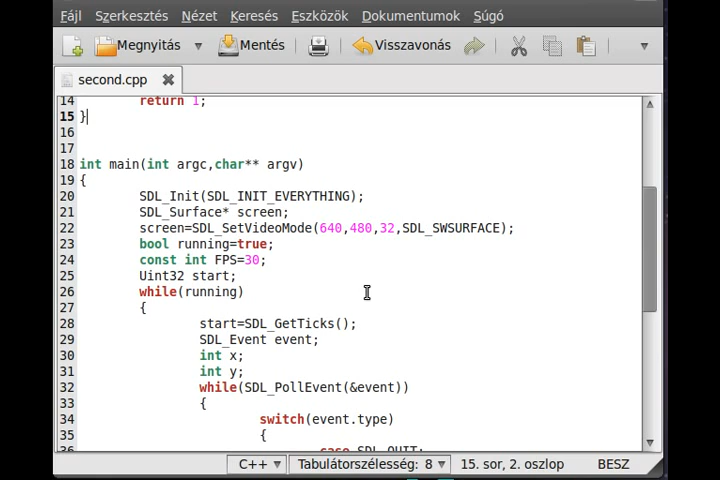 Fájl Szerkesztés Nézet Keresés Eszközök Dokumentumok Súgó
Megnyitás Mentés Visszavonás
second.cpp
14 return 1;
15 }
16
17
18 int main(int argc,char** argv)
19 {
20 SDL_Init(SDL_INIT_EVERYTHING);
21 SDL_Surface* screen;
22 screen=SDL_SetVideoMode(640,480,32,SDL_SWSURFACE);
23 bool running=true;
24 const int FPS=30;
25 Uint32 start;
26 while(running)
27 {
28 start=SDL_GetTicks();
29 SDL_Event event;
30 int x;
31 int y;
32 while(SDL_PollEvent(&event))
33 {
34 switch(event.type)
35 {
36 case SDL_QUIT:
C++ Tabulátorszélesség: 8 15. sor, 2. oszlop BESZ